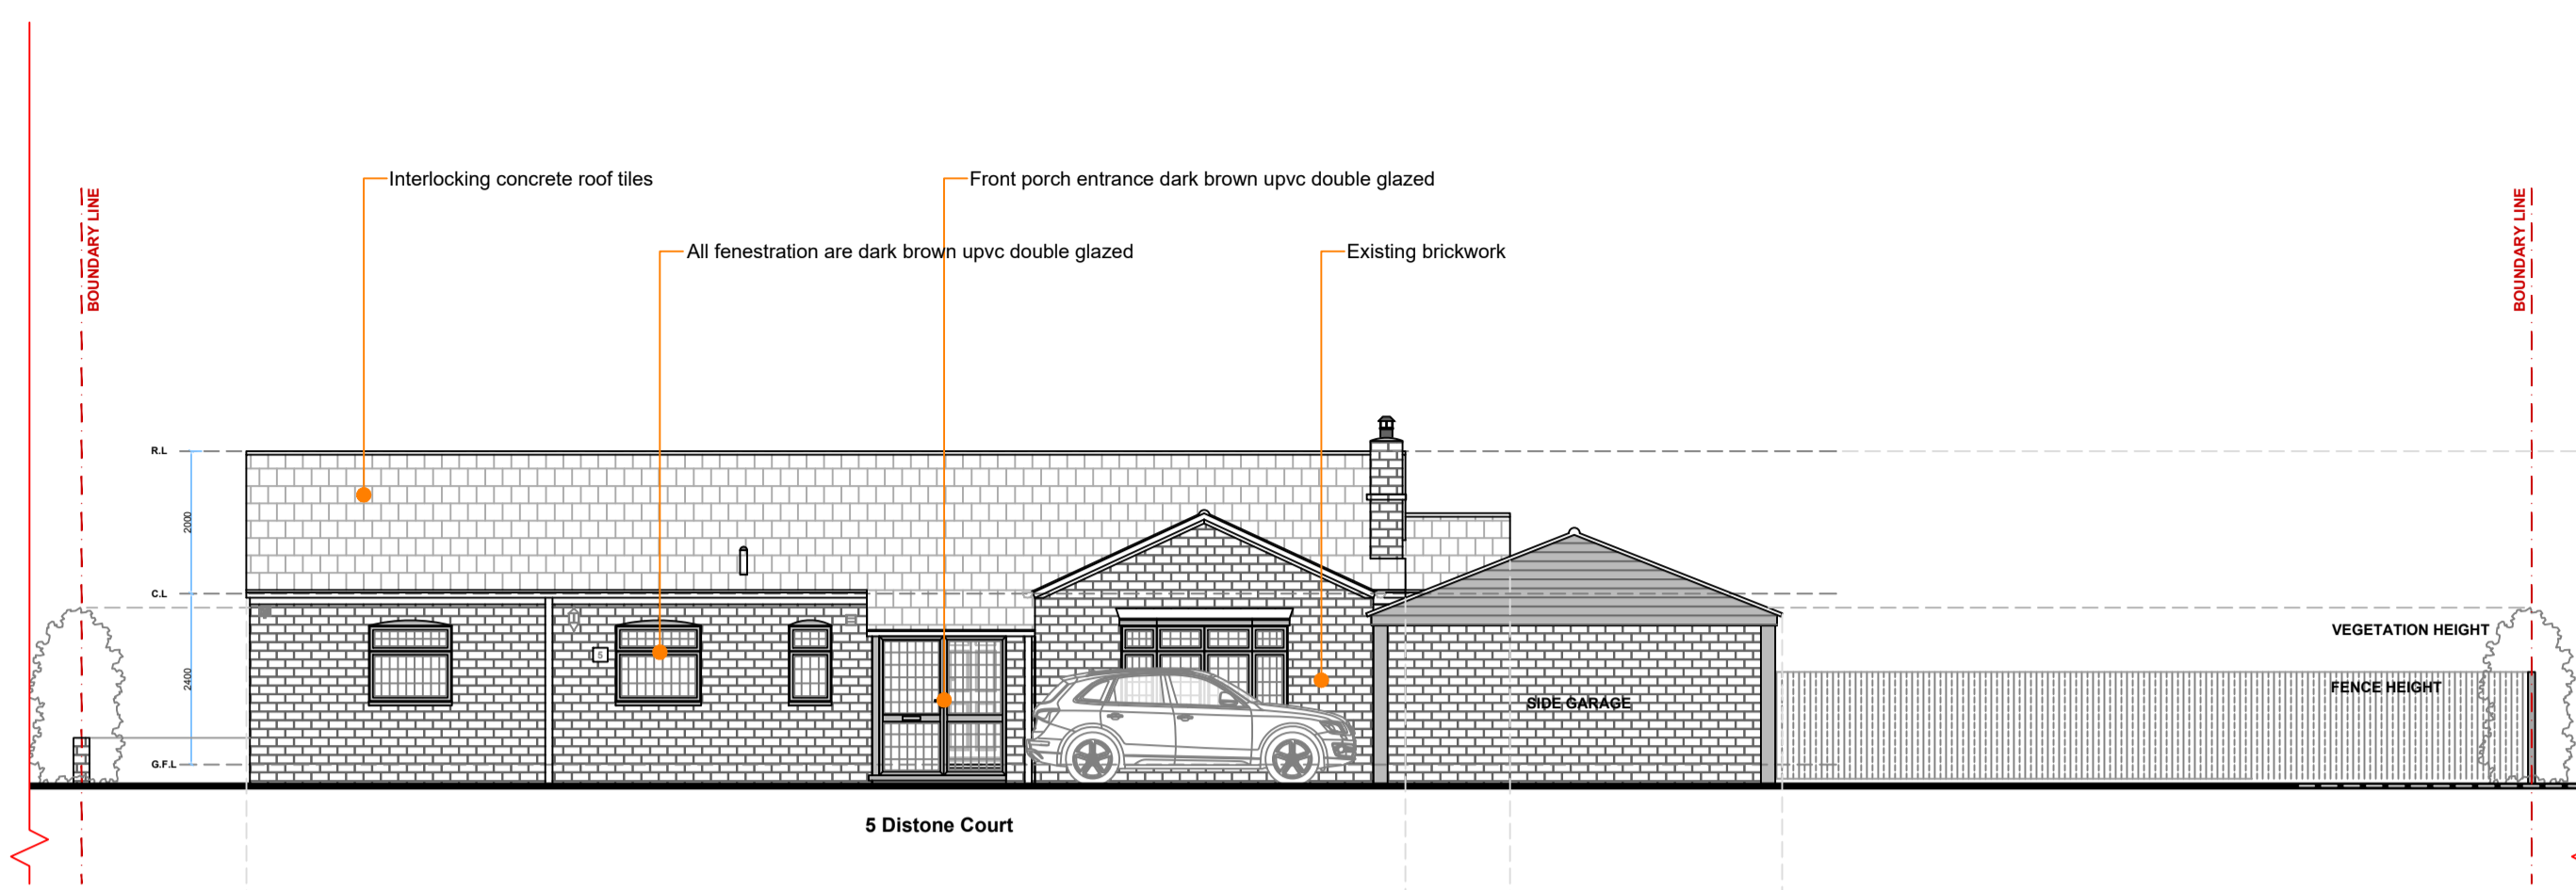 Interlocking concrete roof tiles
Front porch entrance dark brown upvc double glazed
BOUNDARY LINE
BOUNDARY LINE
All fenestration are dark brown upvc double glazed
Existing brickwork
R.L
2000
C.L
VEGETATION HEIGHT
5
2400
FENCE HEIGHT
SIDE GARAGE
G.F.L
5 Distone Court